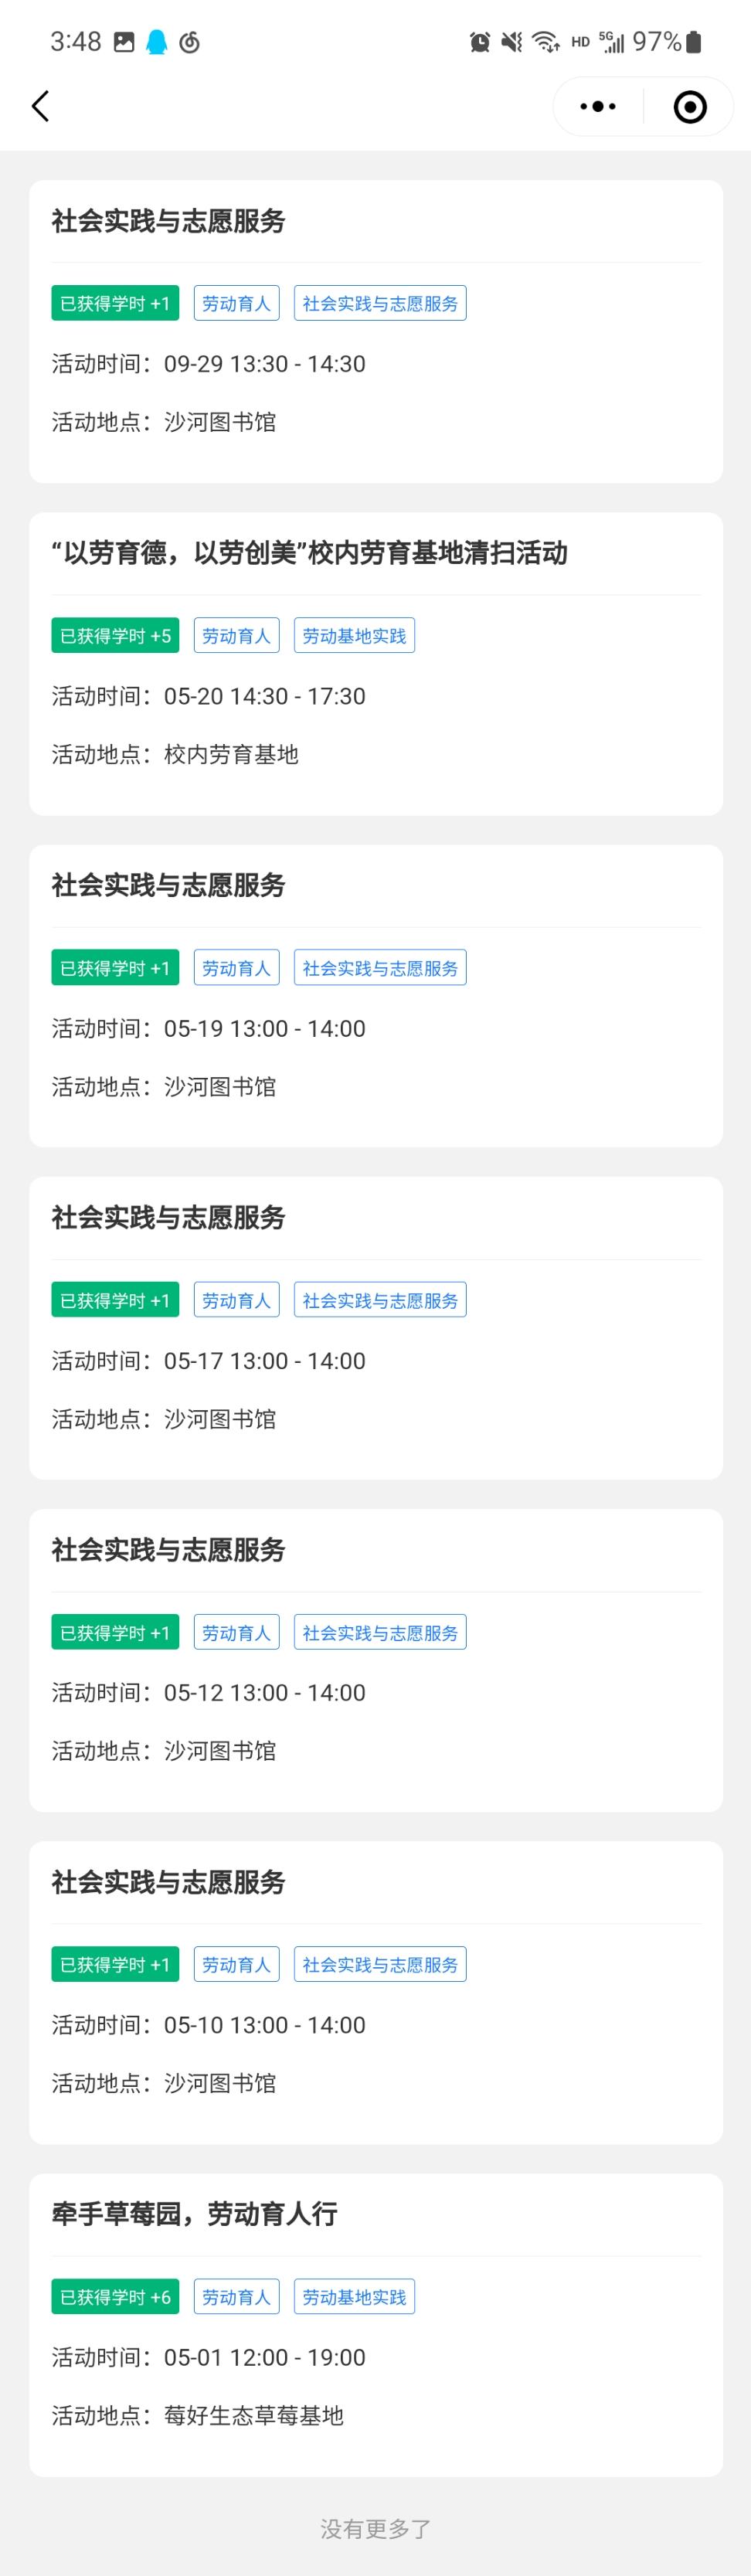 3:48 HD 5G 97%
社会实践与志愿服务
已获得学时 +1 劳动育人 社会实践与志愿服务
活动时间：09-29 13:30 - 14:30
活动地点：沙河图书馆
“以劳育德，以劳创美”校内劳育基地清扫活动
已获得学时 +5 劳动育人 劳动基地实践
活动时间：05-20 14:30 - 17:30
活动地点：校内劳育基地
社会实践与志愿服务
已获得学时 +1 劳动育人 社会实践与志愿服务
活动时间：05-19 13:00 - 14:00
活动地点：沙河图书馆
社会实践与志愿服务
已获得学时 +1 劳动育人 社会实践与志愿服务
活动时间：05-17 13:00 - 14:00
活动地点：沙河图书馆
社会实践与志愿服务
已获得学时 +1 劳动育人 社会实践与志愿服务
活动时间：05-12 13:00 - 14:00
活动地点：沙河图书馆
社会实践与志愿服务
已获得学时 +1 劳动育人 社会实践与志愿服务
活动时间：05-10 13:00 - 14:00
活动地点：沙河图书馆
牵手草莓园，劳动育人行
已获得学时 +6 劳动育人 劳动基地实践
活动时间：05-01 12:00 - 19:00
活动地点：莓好生态草莓基地
没有更多了